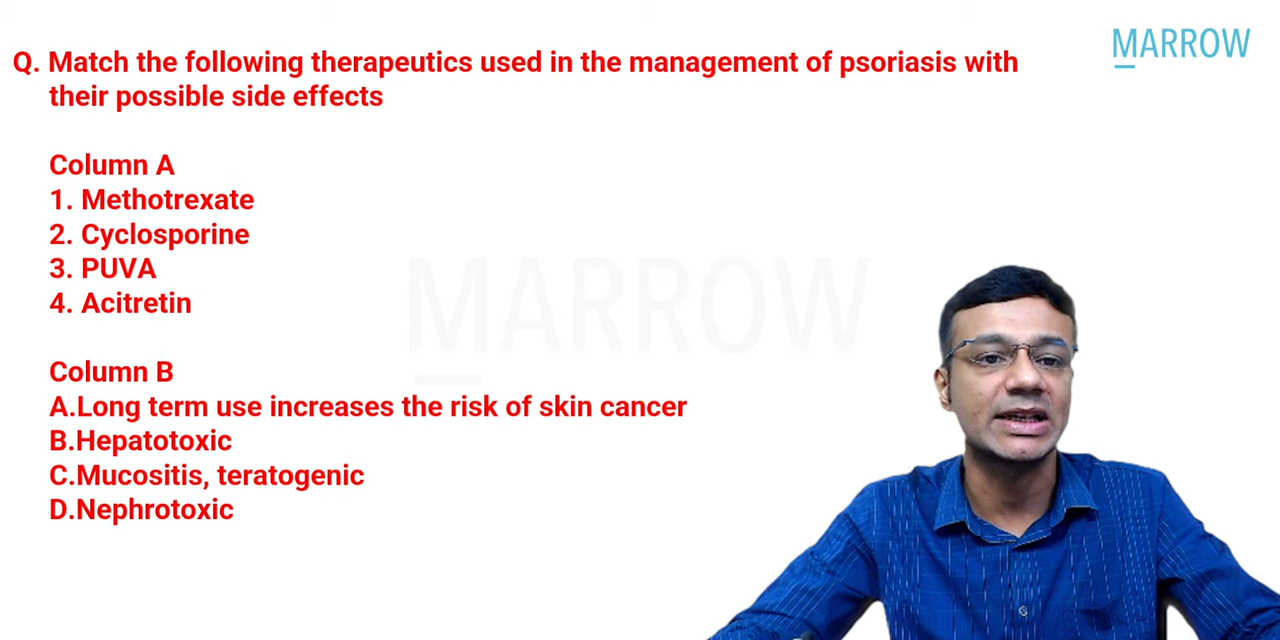 MARROW
Q. Match the following therapeutics used in the management of psoriasis with
their possible side effects
Column A
1. Methotrexate
2. Cyclosporine
3. PUVA
4. Acitretin
MARROW
Column B
A.Long term use increases the risk of skin cancer
B.Hepatotoxic
C.Mucositis, teratogenic
D.Nephrotoxic